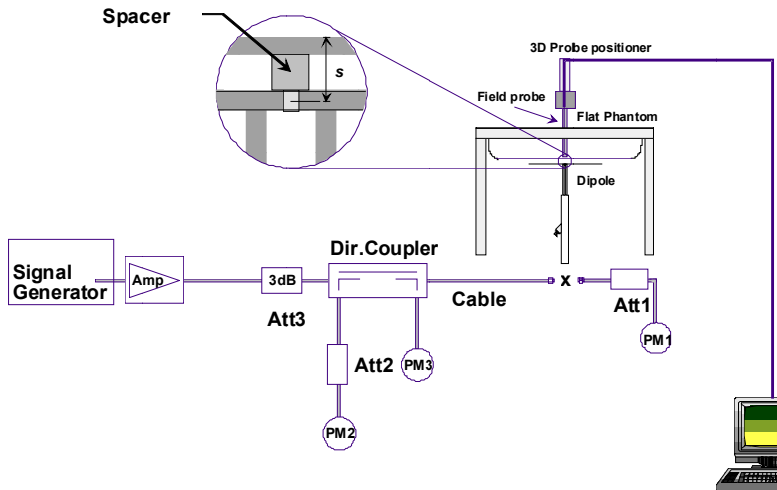 Spacer
s
3D Probe positioner
Field probe
Flat Phantom
Dipole
Signal
Generator
Amp
3dB
Att3
Dir.Coupler
Cable
x
Att1
PM1
Att2
PM3
PM2